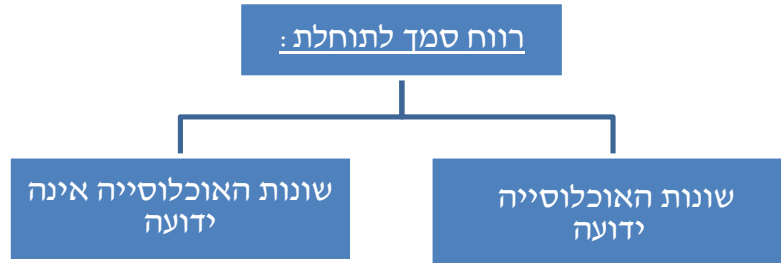 רווח סמך לתוחלת :
שונות האוכלוסייה
ידועה
שונות האוכלוסייה אינה
ידועה